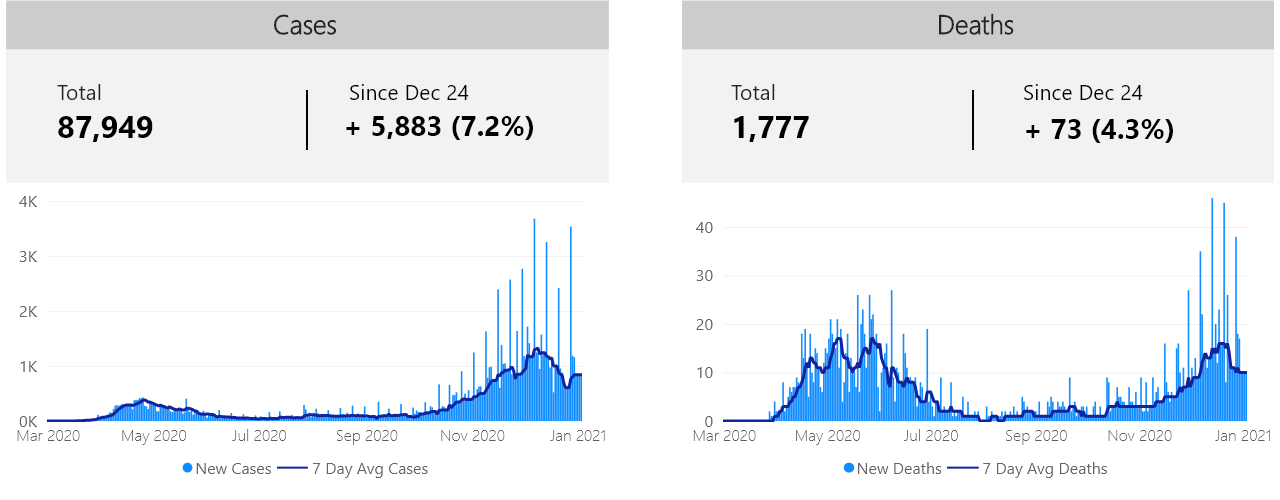 Cases
Total
Since Dec 24
87,949
+ 5,883 (7.2%)
4K
3K
2K
1K
0K
Mar 2020 May 2020 Jul 2020 Sep 2020 Nov 2020 Jan 2021
New Cases 7 Day Avg Cases
Deaths
Total
Since Dec 24
1,777
+ 73 (4.3%)
40
30
20
10
0
Mar 2020 May 2020 Jul 2020 Sep 2020 Nov 2020 Jan 2021
New Deaths 7 Day Avg Deaths